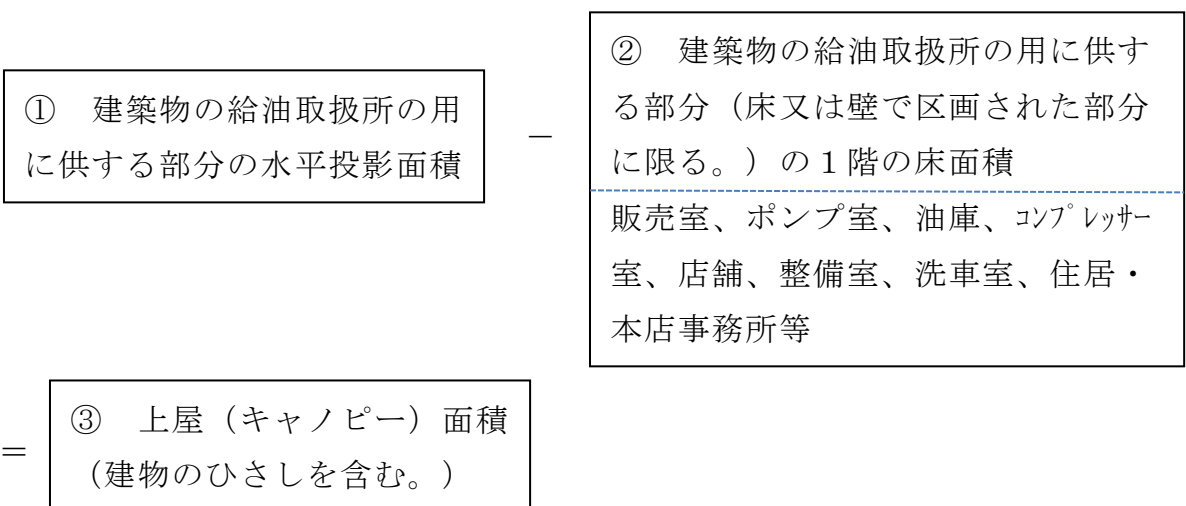 ① 建築物の給油取扱所の用
に供する部分の水平投影面積
－
② 建築物の給油取扱所の用に供す
る部分（床又は壁で区画された部分
に限る。）の１階の床面積
販売室、ポンプ室、油庫、ｺﾝﾌﾟﾚｯｻｰ
室、店舗、整備室、洗車室、住居・
本店事務所等
＝
③ 上屋（キャノピー）面積
（建物のひさしを含む。）